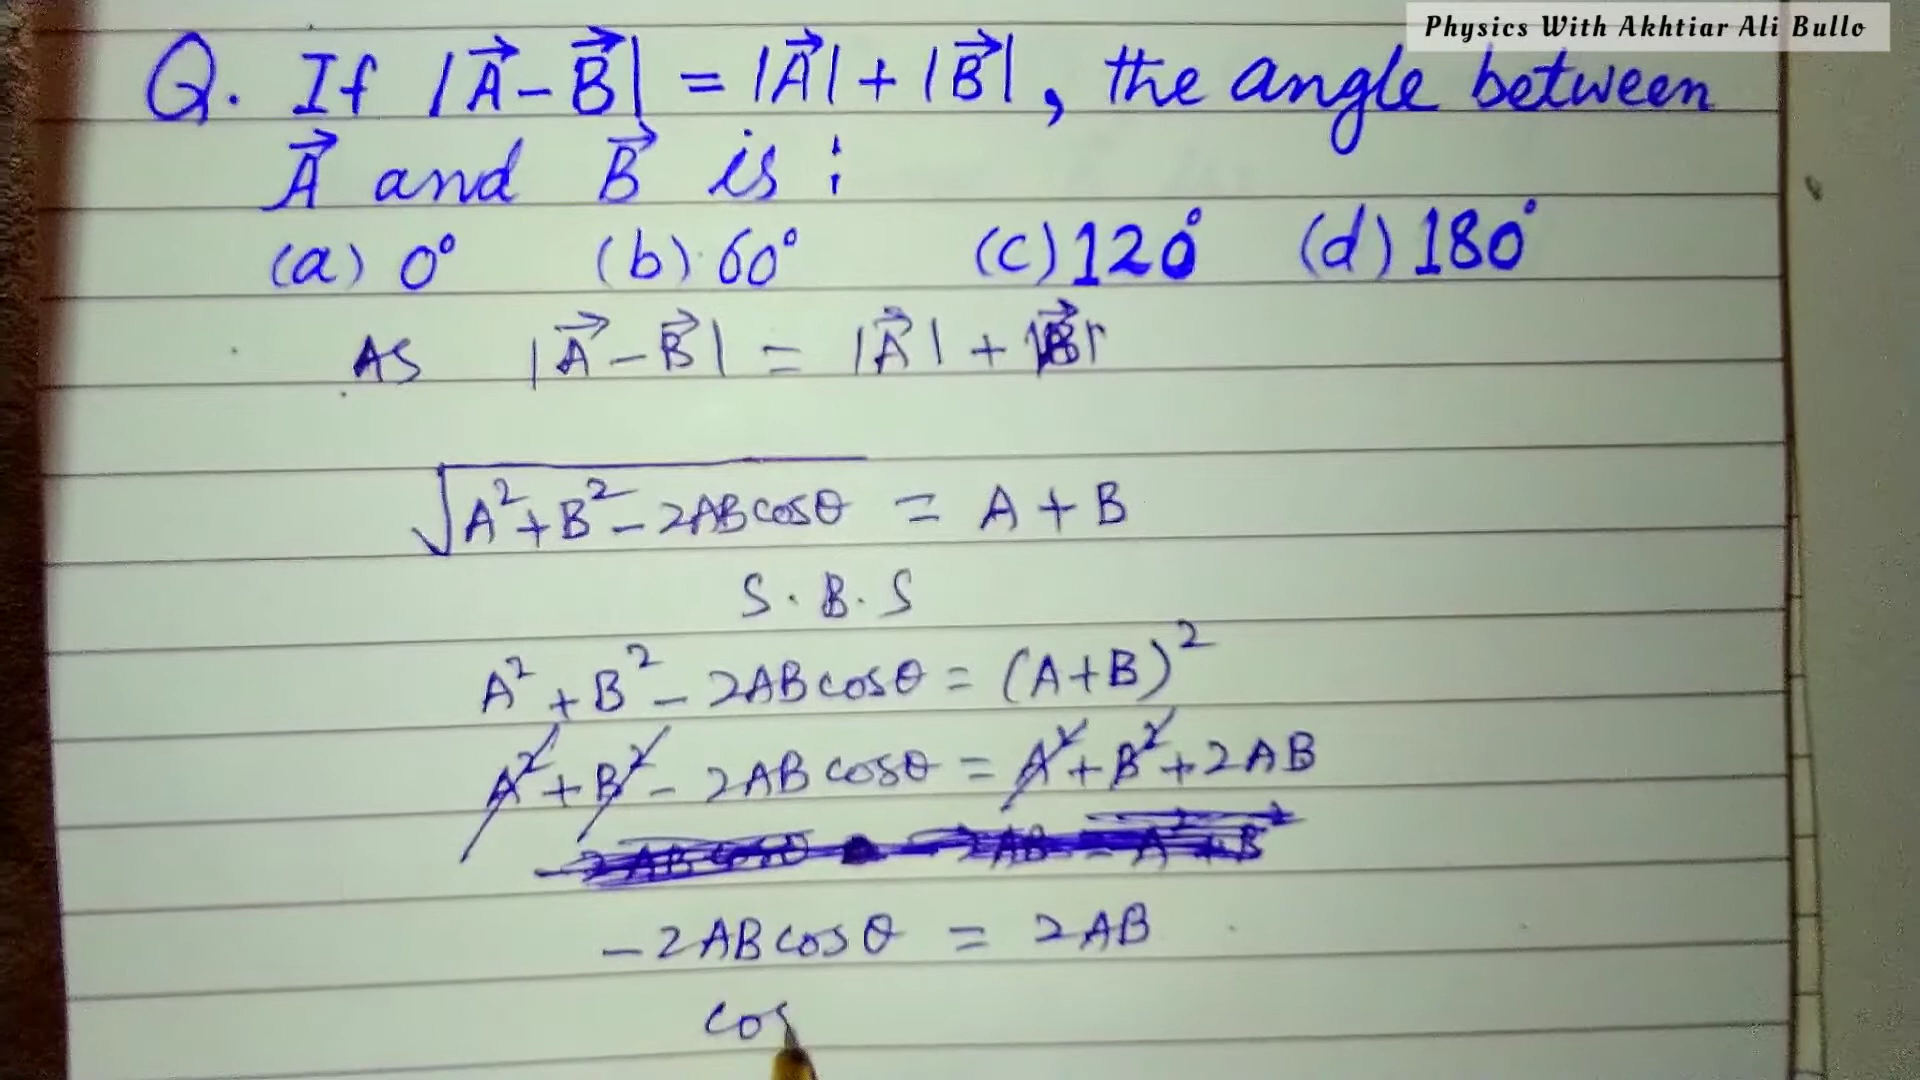 Physics With Akhtiar Ali Bullo
Q. If |A⃗ - B⃗| = |A⃗| + |B⃗|, the angle between
A⃗ and B⃗ is :
(a) 0° (b) 60° (c) 120° (d) 180°
As |A⃗ - B⃗| = |A⃗| + |B⃗|
√(A² + B² - 2AB cosθ) = A + B
S. B. S
A² + B² - 2AB cosθ = (A+B)²
A² + B² - 2AB cosθ = A² + B² + 2AB
-2AB cosθ = 2AB
cos